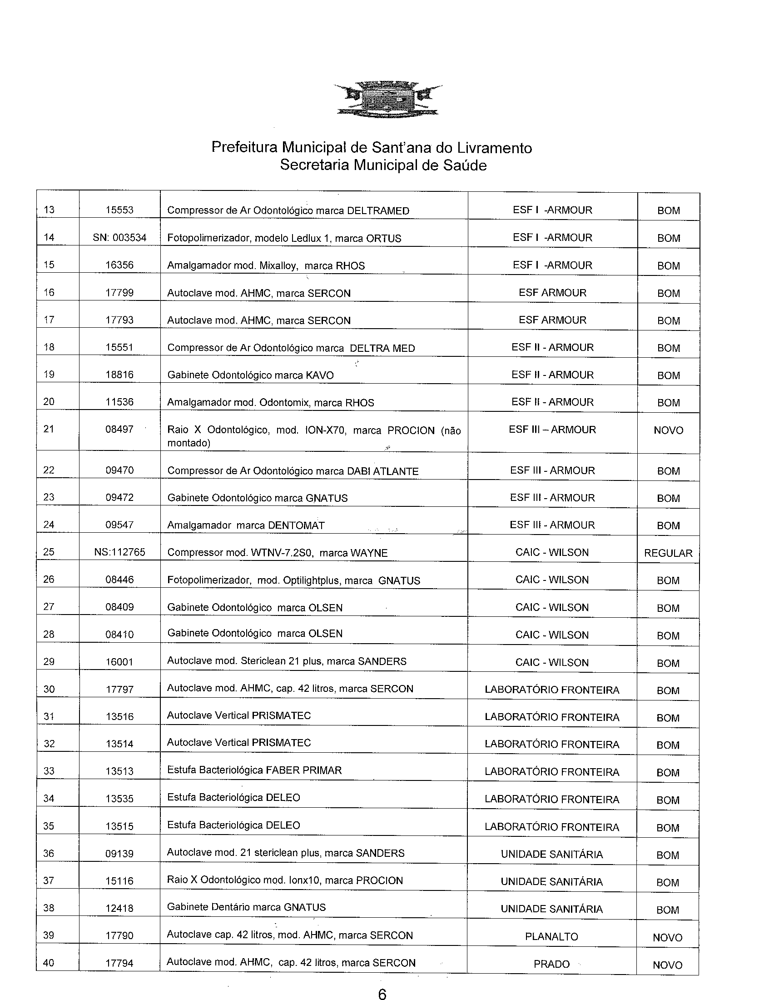 Prefeitura Municipal de Sant'ana do Livramento
Secretaria Municipal de Saúde
13 15553 Compressor de Ar Odontológico marca DELTRAMED ESF I -ARMOUR BOM
14 SN: 003534 Fotopolimerizador, modelo Ledlux 1, marca ORTUS ESF I -ARMOUR BOM
15 16356 Amalgamador mod. Mixalloy, marca RHOS ESF I -ARMOUR BOM
16 17799 Autoclave mod. AHMC, marca SERCON ESF ARMOUR BOM
17 17793 Autoclave mod. AHMC, marca SERCON ESF ARMOUR BOM
18 15551 Compressor de Ar Odontológico marca DELTRA MED ESF II - ARMOUR BOM
19 18816 Gabinete Odontológico marca KAVO ESF II - ARMOUR BOM
20 11536 Amalgamador mod. Odontomix, marca RHOS ESF II - ARMOUR BOM
21 08497 Raio X Odontológico, mod. ION-X70, marca PROCION (não ESF III – ARMOUR NOVO
montado)
22 09470 Compressor de Ar Odontológico marca DABI ATLANTE ESF III - ARMOUR BOM
23 09472 Gabinete Odontológico marca GNATUS ESF III - ARMOUR BOM
24 09547 Amalgamador marca DENTOMAT ESF III - ARMOUR BOM
25 NS:112765 Compressor mod. WTNV-7.2S0, marca WAYNE CAIC - WILSON REGULAR
26 08446 Fotopolimerizador, mod. Optilightplus, marca GNATUS CAIC - WILSON BOM
27 08409 Gabinete Odontológico marca OLSEN CAIC - WILSON BOM
28 08410 Gabinete Odontológico marca OLSEN CAIC - WILSON BOM
29 16001 Autoclave mod. Stericlean 21 plus, marca SANDERS CAIC - WILSON BOM
30 17797 Autoclave mod. AHMC, cap. 42 litros, marca SERCON LABORATÓRIO FRONTEIRA BOM
31 13516 Autoclave Vertical PRISMATEC LABORATÓRIO FRONTEIRA BOM
32 13514 Autoclave Vertical PRISMATEC LABORATÓRIO FRONTEIRA BOM
33 13513 Estufa Bacteriológica FABER PRIMAR LABORATÓRIO FRONTEIRA BOM
34 13535 Estufa Bacteriológica DELEO LABORATÓRIO FRONTEIRA BOM
35 13515 Estufa Bacteriológica DELEO LABORATÓRIO FRONTEIRA BOM
36 09139 Autoclave mod. 21 stericlean plus, marca SANDERS UNIDADE SANITÁRIA BOM
37 15116 Raio X Odontológico mod. Ionx10, marca PROCION UNIDADE SANITÁRIA BOM
38 12418 Gabinete Dentário marca GNATUS UNIDADE SANITÁRIA BOM
39 17790 Autoclave cap. 42 litros, mod. AHMC, marca SERCON PLANALTO NOVO
40 17794 Autoclave mod. AHMC, cap. 42 litros, marca SERCON PRADO NOVO
6